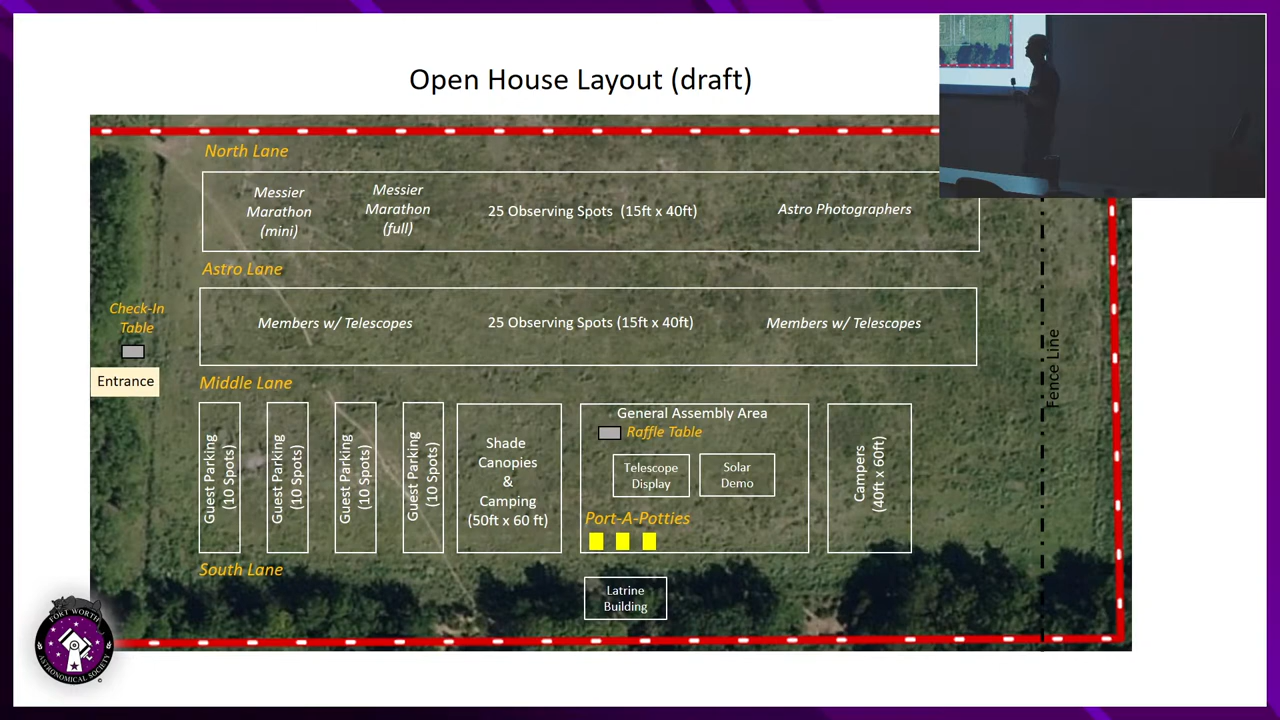 Open House Layout (draft)
North Lane
Messier
Marathon
(mini)
Messier
Marathon
(full)
25 Observing Spots (15ft x 40ft)
Astro Photographers
Astro Lane
Check-In
Table
Members w/ Telescopes
25 Observing Spots (15ft x 40ft)
Members w/ Telescopes
Entrance
Middle Lane
Fence Line
Guest Parking
(10 Spots)
Guest Parking
(10 Spots)
Guest Parking
(10 Spots)
Guest Parking
(10 Spots)
Shade
Canopies
&
Camping
(50ft x 60 ft)
General Assembly Area
Raffle Table
Telescope
Display
Solar
Demo
Port-A-Potties
Campers
(40ft x 60ft)
South Lane
Latrine
Building
FORT WORTH
ASTRONOMICAL SOCIETY